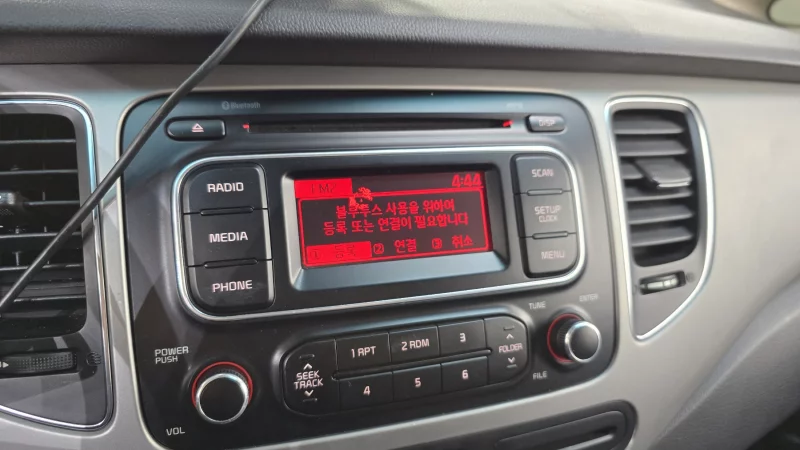 Bluetooth
DISP
RADIO
MEDIA
PHONE
FM2
4:44
블루투스 사용을 위하여
등록 또는 연결이 필요합니다
① 등록 ② 연결 ③ 취소
SCAN
SETUP
CLOCK
MENU
POWER
PUSH
VOL
SEEK
TRACK
1 RPT
2 RDM
3
4
5
6
FOLDER
TUNE
ENTER
FILE